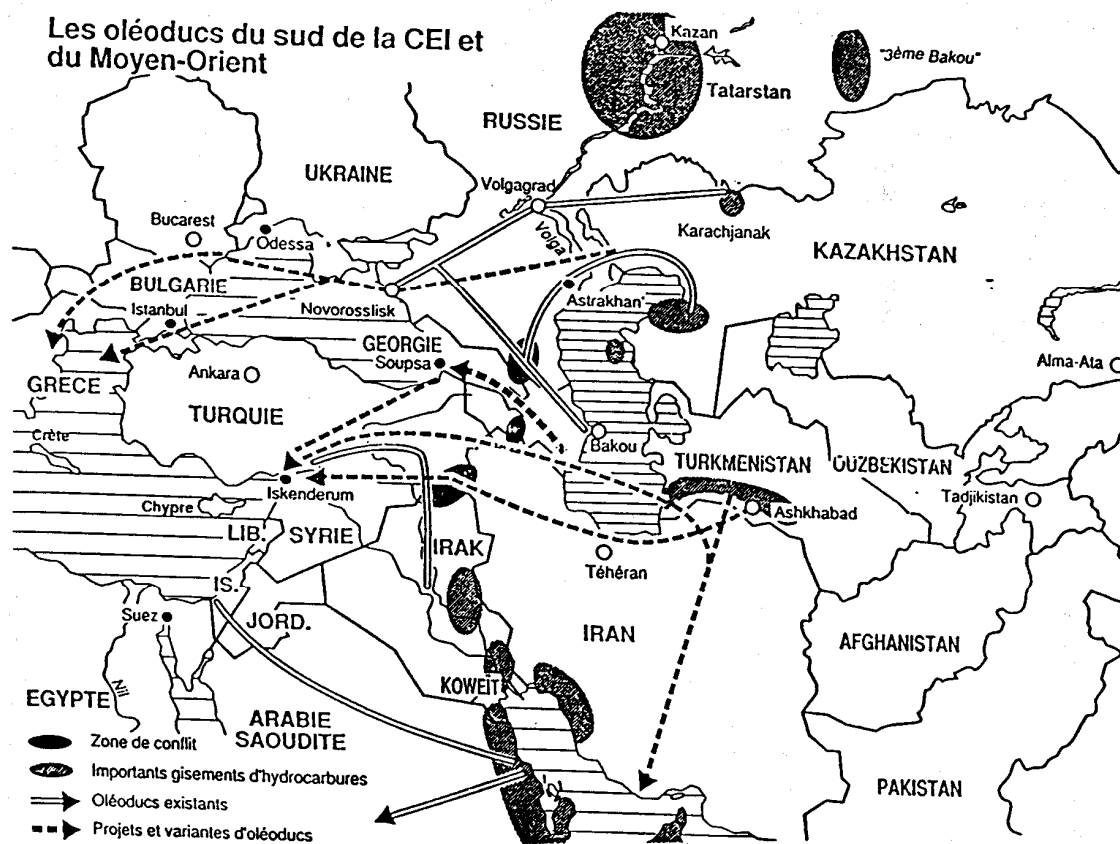 Les oléoducs du sud de la CEI et
du Moyen-Orient
Kazan
"3ème Bakou"
Tatarstan
RUSSIE
UKRAINE
Volgagrad
Volga
Karachjanak
KAZAKHSTAN
Bucarest
Odessa
BULGARIE
Istanbul
Novorosslisk
Astrakhan
GEORGIE
Soupsa
Alma-Ata
GRECE
Ankara
TURQUIE
Crète
Bakou
TURKMENiSTAN
OUZBEKISTAN
Iskenderum
Tadjikistan
Chypre
Ashkhabad
LIB.
SYRIE
IRAK
Téhéran
IS.
Suez
JORD.
IRAN
AFGHANISTAN
KOWEÏT
EGYPTE
Nil
ARABIE
SAOUDITE
PAKISTAN
Zone de conflit
Importants gisements d'hydrocarbures
Oléoducs existants
Projets et variantes d'oléoducs